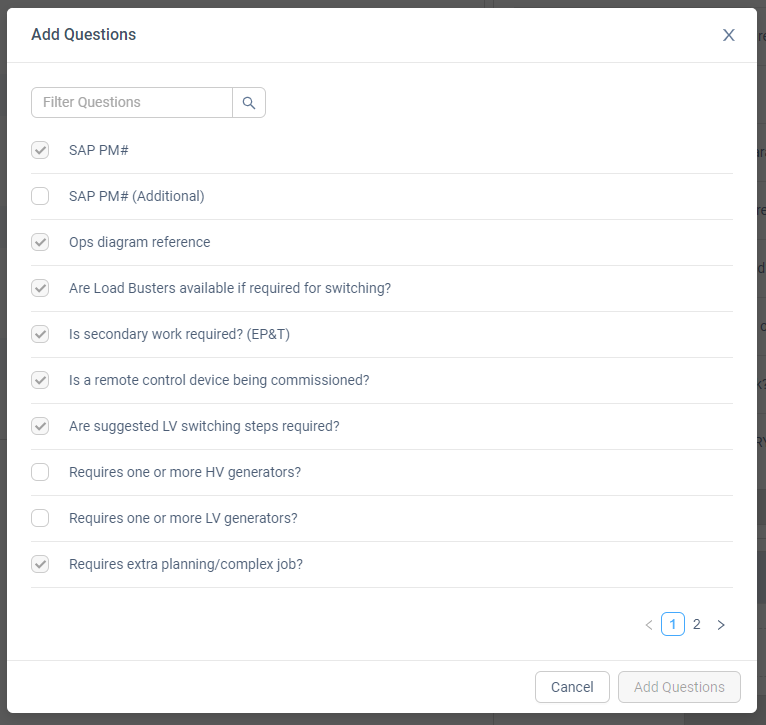 Add Questions
X
Filter Questions
SAP PM#
SAP PM# (Additional)
Ops diagram reference
Are Load Busters available if required for switching?
Is secondary work required? (EP&T)
Is a remote control device being commissioned?
Are suggested LV switching steps required?
Requires one or more HV generators?
Requires one or more LV generators?
Requires extra planning/complex job?
< 1 2 >
Cancel Add Questions